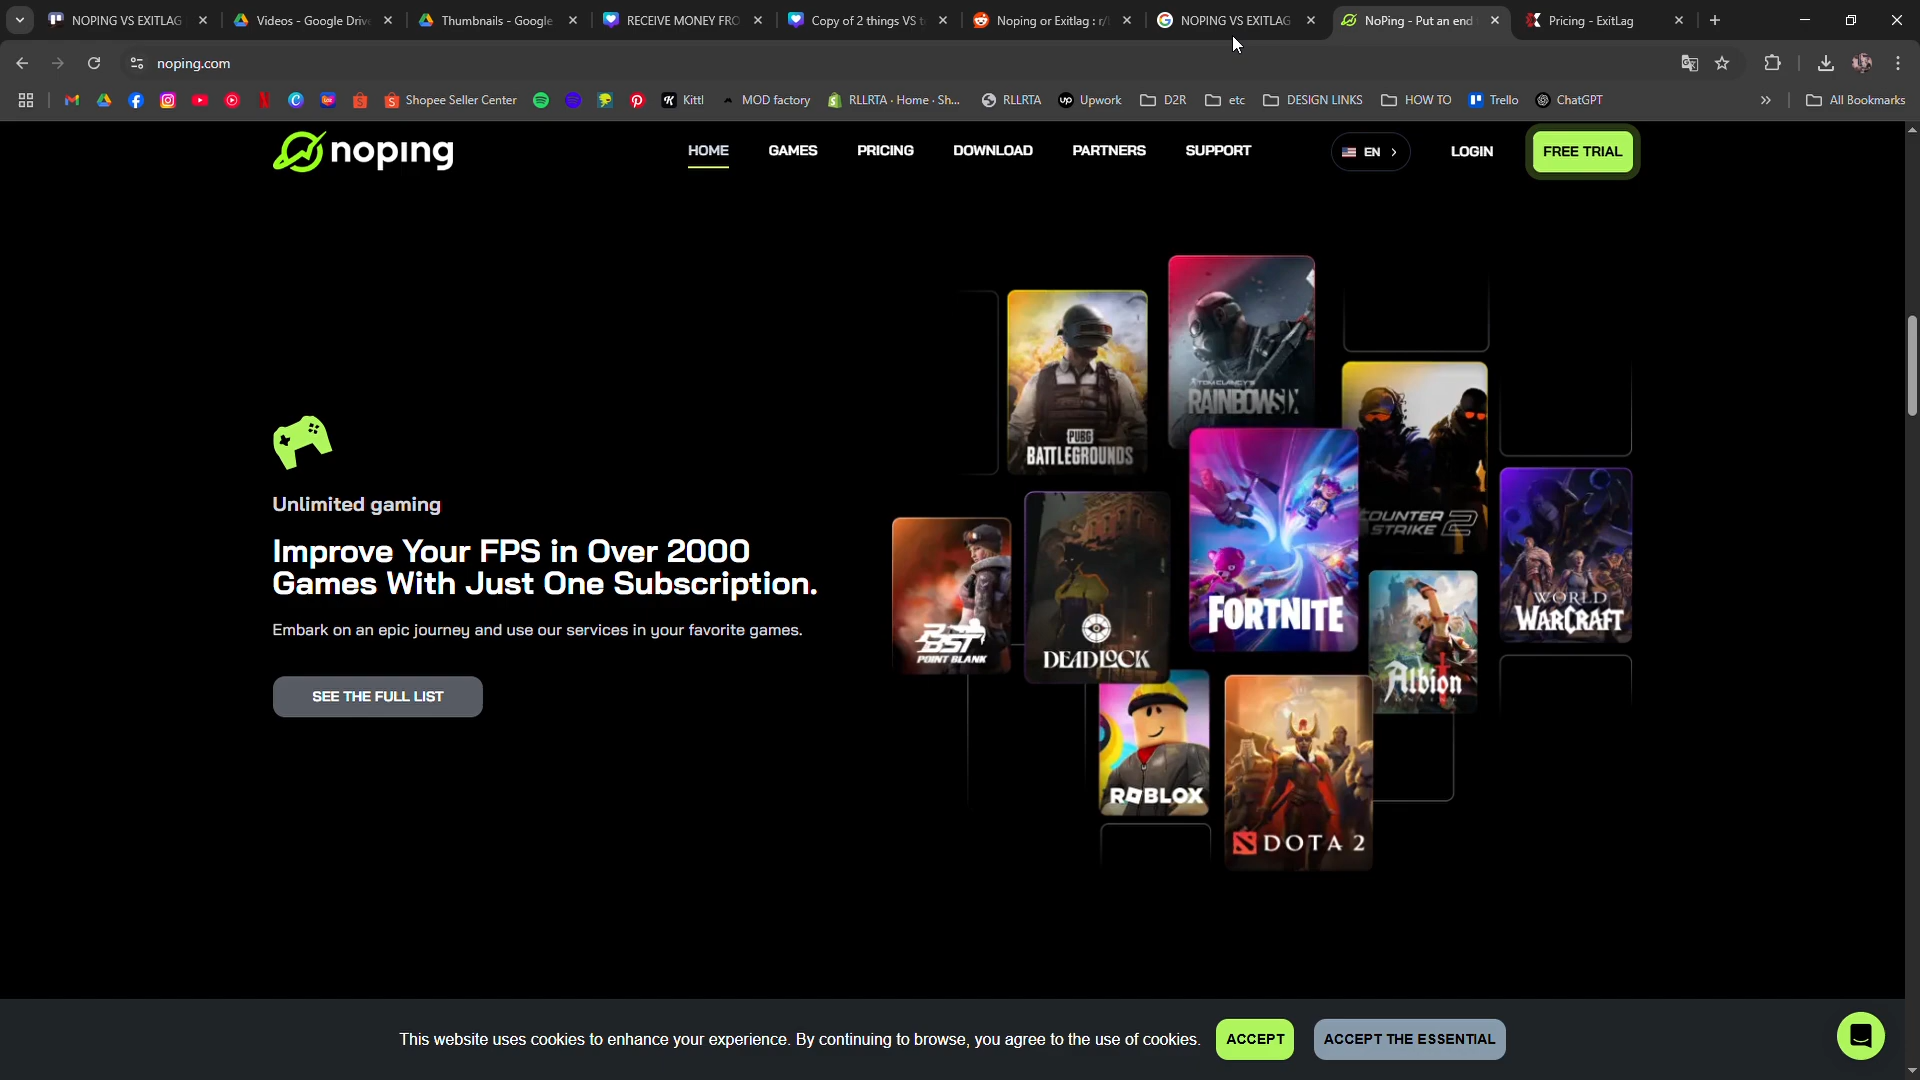 NOPING VS EXITLAG
Videos - Google Drive
Thumbnails - Google
RECEIVE MONEY FRO
Copy of 2 things VS te
Noping or Exitlag : r/
NOPING VS EXITLAG
NoPing - Put an end
Pricing - ExitLag
noping.com
Shopee Seller Center
Kittl
MOD factory
RLLRTA · Home · Sh...
RLLRTA
Upwork
D2R
etc
DESIGN LINKS
HOW TO
Trello
ChatGPT
All Bookmarks
noping
HOME
GAMES
PRICING
DOWNLOAD
PARTNERS
SUPPORT
EN
LOGIN
FREE TRIAL
Unlimited gaming
Improve Your FPS in Over 2000
Games With Just One Subscription.
Embark on an epic journey and use our services in your favorite games.
SEE THE FULL LIST
PUBG
BATTLEGROUNDS
TOM CLANCY'S
RAINBOW SIX
COUNTER
STRIKE 2
FORTNITE
WORLD
WARCRAFT
POINT BLANK
DEADLOCK
Albion
ROBLOX
DOTA 2
This website uses cookies to enhance your experience. By continuing to browse, you agree to the use of cookies.
ACCEPT
ACCEPT THE ESSENTIAL